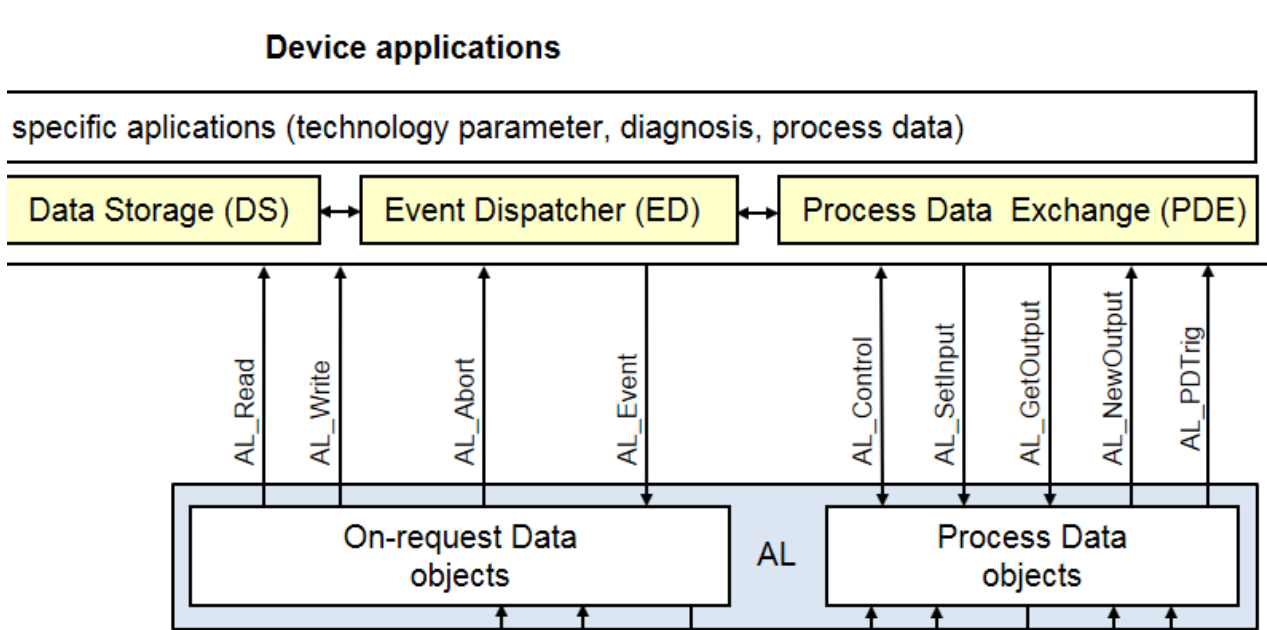 Device applications
specific aplications (technology parameter, diagnosis, process data)
Data Storage (DS)
Event Dispatcher (ED)
Process Data Exchange (PDE)
AL_Read
AL_Write
AL_Abort
AL_Event
AL_Control
AL_SetInput
AL_GetOutput
AL_NewOutput
AL_PDTrig
On-request Data
objects
AL
Process Data
objects